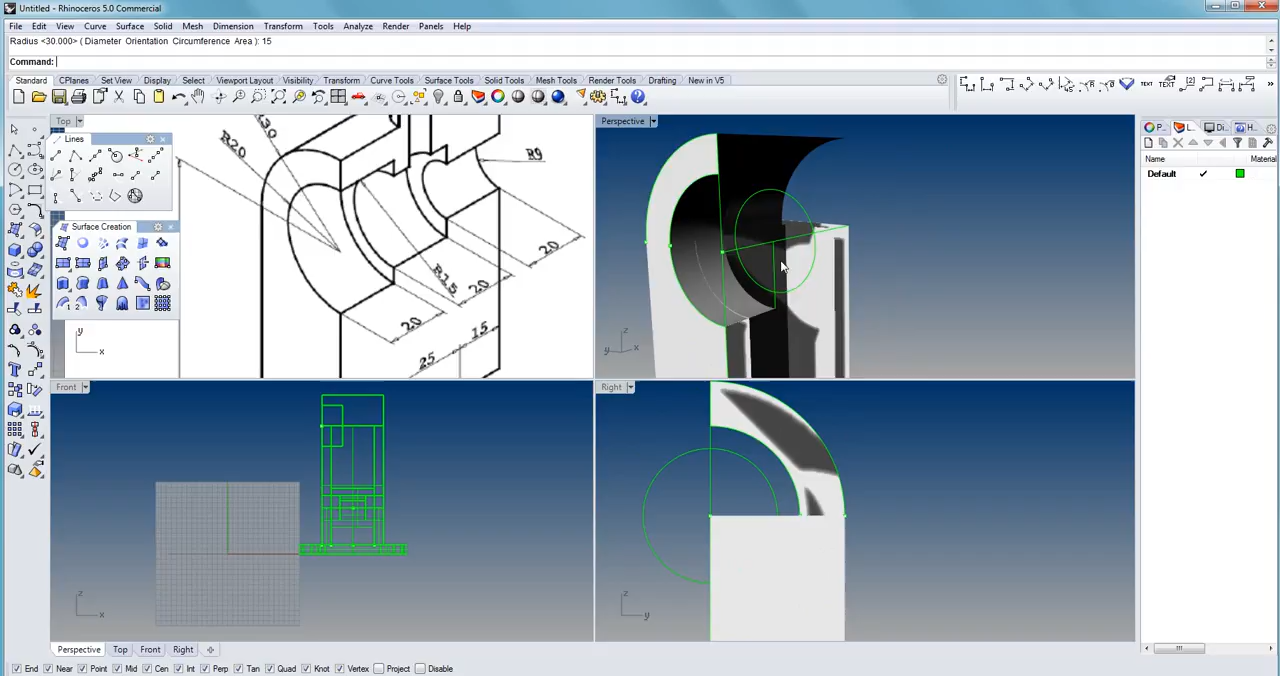 Untitled - Rhinoceros 5.0 Commercial
File Edit View Curve Surface Solid Mesh Dimension Transform Tools Analyze Render Panels Help
Radius <30.000> ( Diameter Orientation Circumference Area ): 15
Command:
Standard CPlanes Set View Display Select Viewport Layout Visibility Transform Curve Tools Surface Tools Solid Tools Mesh Tools Render Tools Drafting New in V5
TEXT TEXT
Top
Lines
Surface Creation
R30
R20
R9
R15
20
20
20
15
25
y
x
Perspective
z
y
x
P... L... Di... H...
Name Material
Default
Front
z
x
Right
z
y
Perspective Top Front Right
End Near Point Mid Cen Int Perp Tan Quad Knot Vertex Project Disable